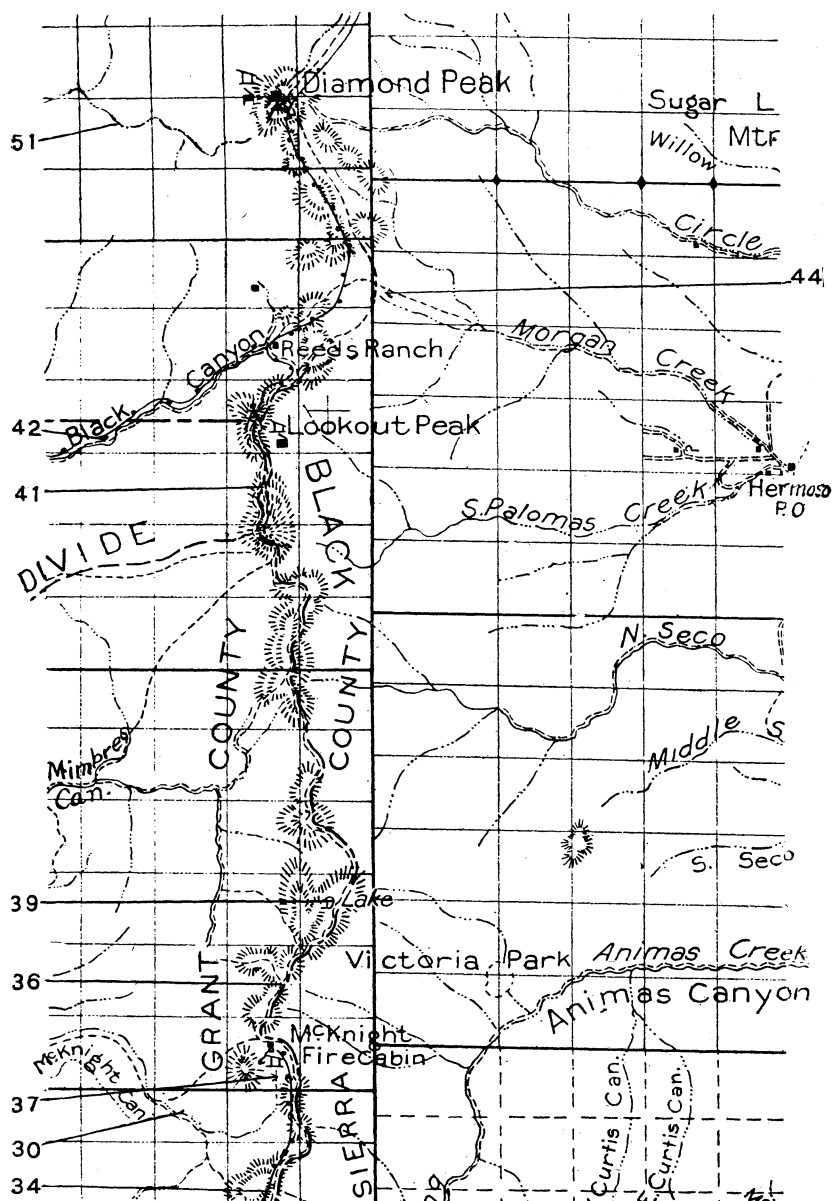 Diamond Peak
Sugar L
Mt
Willow
51
Circle
44
Morgan
Creek
Canyon
Reeds Ranch
Black
42
Lookout Peak
41
BLACK
S. Palomas Creek
Hermoso
P.O
DIVIDE
N. Seco
COUNTY
COUNTY
Middle S.
Mimbres
Can.
S. Seco
39
Lake
Victoria Park
Animas Creek
36
Animas Canyon
GRANT
McKnight
Fire Cabin
McKnight Can
37
30
34
SIERRA
Curtis Can.
Curtis Can.